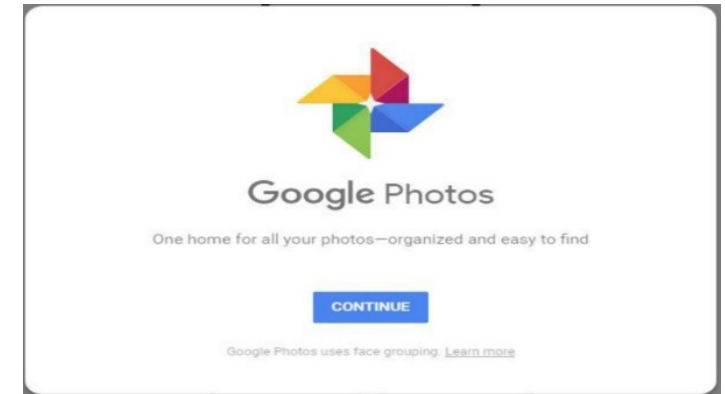 Google Photos
One home for all your photos—organized and easy to find
CONTINUE
Google Photos uses face grouping. Learn more